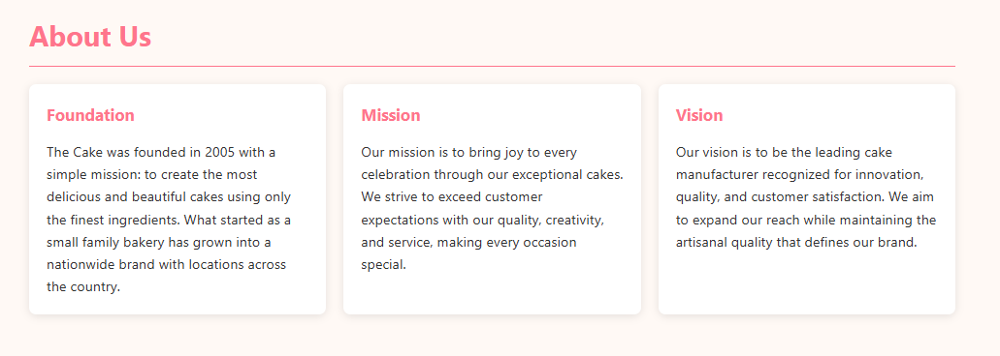 About Us
Foundation
The Cake was founded in 2005 with a
simple mission: to create the most
delicious and beautiful cakes using only
the finest ingredients. What started as a
small family bakery has grown into a
nationwide brand with locations across
the country.
Mission
Our mission is to bring joy to every
celebration through our exceptional cakes.
We strive to exceed customer
expectations with our quality, creativity,
and service, making every occasion
special.
Vision
Our vision is to be the leading cake
manufacturer recognized for innovation,
quality, and customer satisfaction. We aim
to expand our reach while maintaining the
artisanal quality that defines our brand.